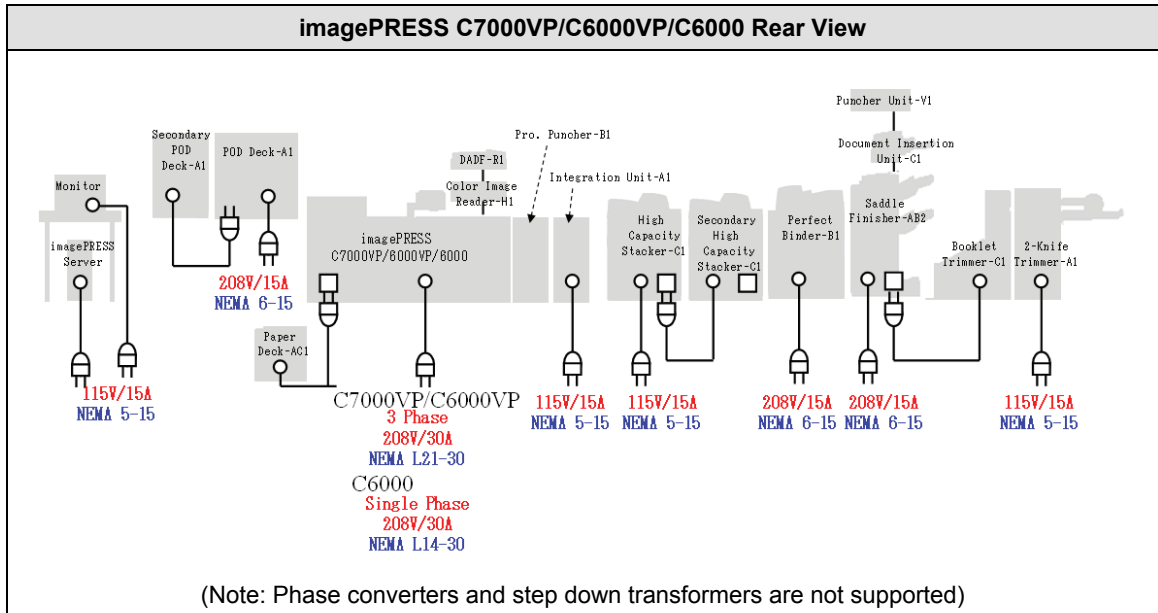 imagePRESS C7000VP/C6000VP/C6000 Rear View
Puncher Unit-V1
Secondary
POD
Deck-A1
POD Deck-A1
Pro. Puncher-B1
Document Insertion
Unit-C1
DADF-R1
Monitor
Color Image
Reader-H1
Integration Unit-A1
Saddle
Finisher-AB2
imagePRESS
Server
imagePRESS
C7000VP/6000VP/6000
High
Capacity
Stacker-C1
Secondary
High
Capacity
Stacker-C1
Perfect
Binder-B1
Booklet
Trimmer-C1
2-Knife
Trimmer-A1
208V/15A
NEMA 6-15
Paper
Deck-AC1
115V/15A
NEMA 5-15
C7000VP/C6000VP
3 Phase
208V/30A
NEMA L21-30
C6000
Single Phase
208V/30A
NEMA L14-30
115V/15A
NEMA 5-15
115V/15A
NEMA 5-15
208V/15A
NEMA 6-15
208V/15A
NEMA 6-15
115V/15A
NEMA 5-15
(Note: Phase converters and step down transformers are not supported)